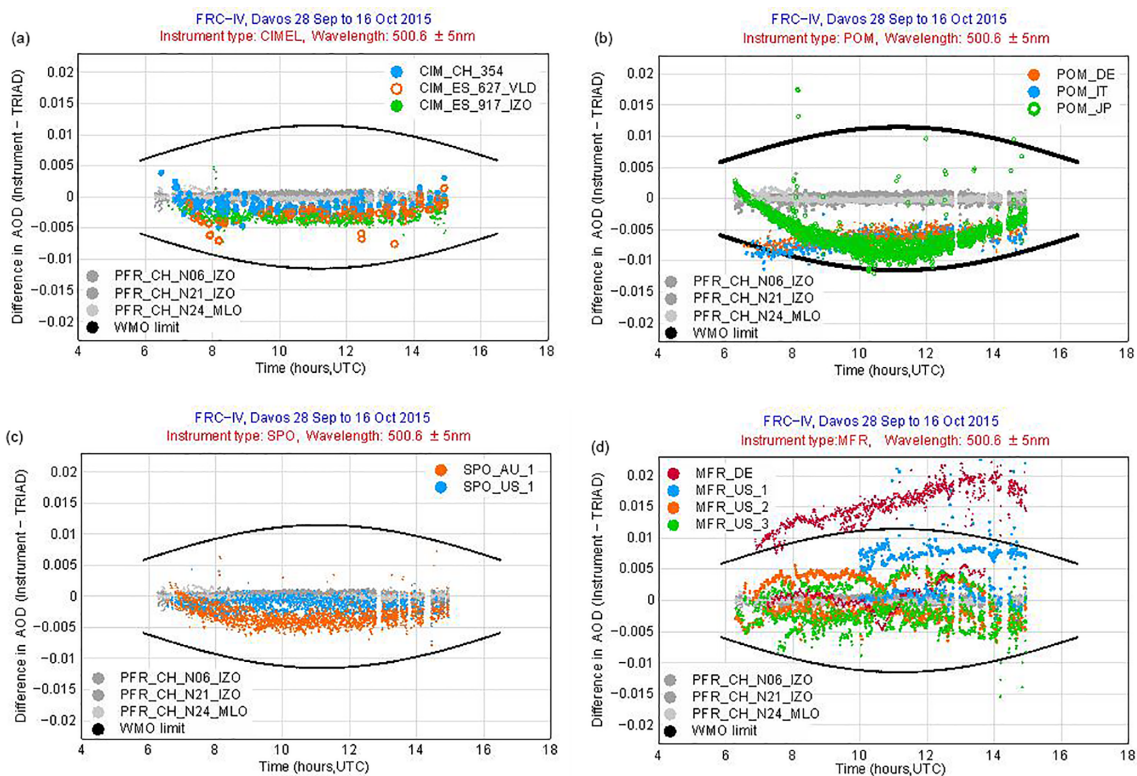 (a)
FRC−IV, Davos 28 Sep to 16 Oct 2015
Instrument type: CIMEL, Wavelength: 500.6 ± 5nm
CIM_CH_354
CIM_ES_627_VLD
CIM_ES_917_IZO
Difference in AOD (Instrument − TRIAD)
0.02
0.015
0.01
0.005
0
−0.005
−0.01
−0.015
−0.02
PFR_CH_N06_IZO
PFR_CH_N21_IZO
PFR_CH_N24_MLO
WMO limit
4 6 8 10 12 14 16 18
Time (hours,UTC)
(b)
FRC−IV, Davos 28 Sep to 16 Oct 2015
Instrument type: POM, Wavelength: 500.6 ± 5nm
POM_DE
POM_IT
POM_JP
Difference in AOD (Instrument − TRIAD)
0.02
0.015
0.01
0.005
0
−0.005
−0.01
−0.015
−0.02
PFR_CH_N06_IZO
PFR_CH_N21_IZO
PFR_CH_N24_MLO
WMO limit
4 6 8 10 12 14 16 18
Time (hours,UTC)
(c)
FRC−IV, Davos 28 Sep to 16 Oct 2015
Instrument type: SPO, Wavelength: 500.6 ± 5nm
SPO_AU_1
SPO_US_1
Difference in AOD (Instrument − TRIAD)
0.02
0.015
0.01
0.005
0
−0.005
−0.01
−0.015
−0.02
PFR_CH_N06_IZO
PFR_CH_N21_IZO
PFR_CH_N24_MLO
WMO limit
4 6 8 10 12 14 16 18
Time (hours,UTC)
(d)
FRC−IV, Davos 28 Sep to 16 Oct 2015
Instrument type:MFR, Wavelength: 500.6 ± 5nm
MFR_DE
MFR_US_1
MFR_US_2
MFR_US_3
Difference in AOD (Instrument − TRIAD)
0.02
0.015
0.01
0.005
0
−0.005
−0.01
−0.015
−0.02
PFR_CH_N06_IZO
PFR_CH_N21_IZO
PFR_CH_N24_MLO
WMO limit
4 6 8 10 12 14 16 18
Time (hours,UTC)